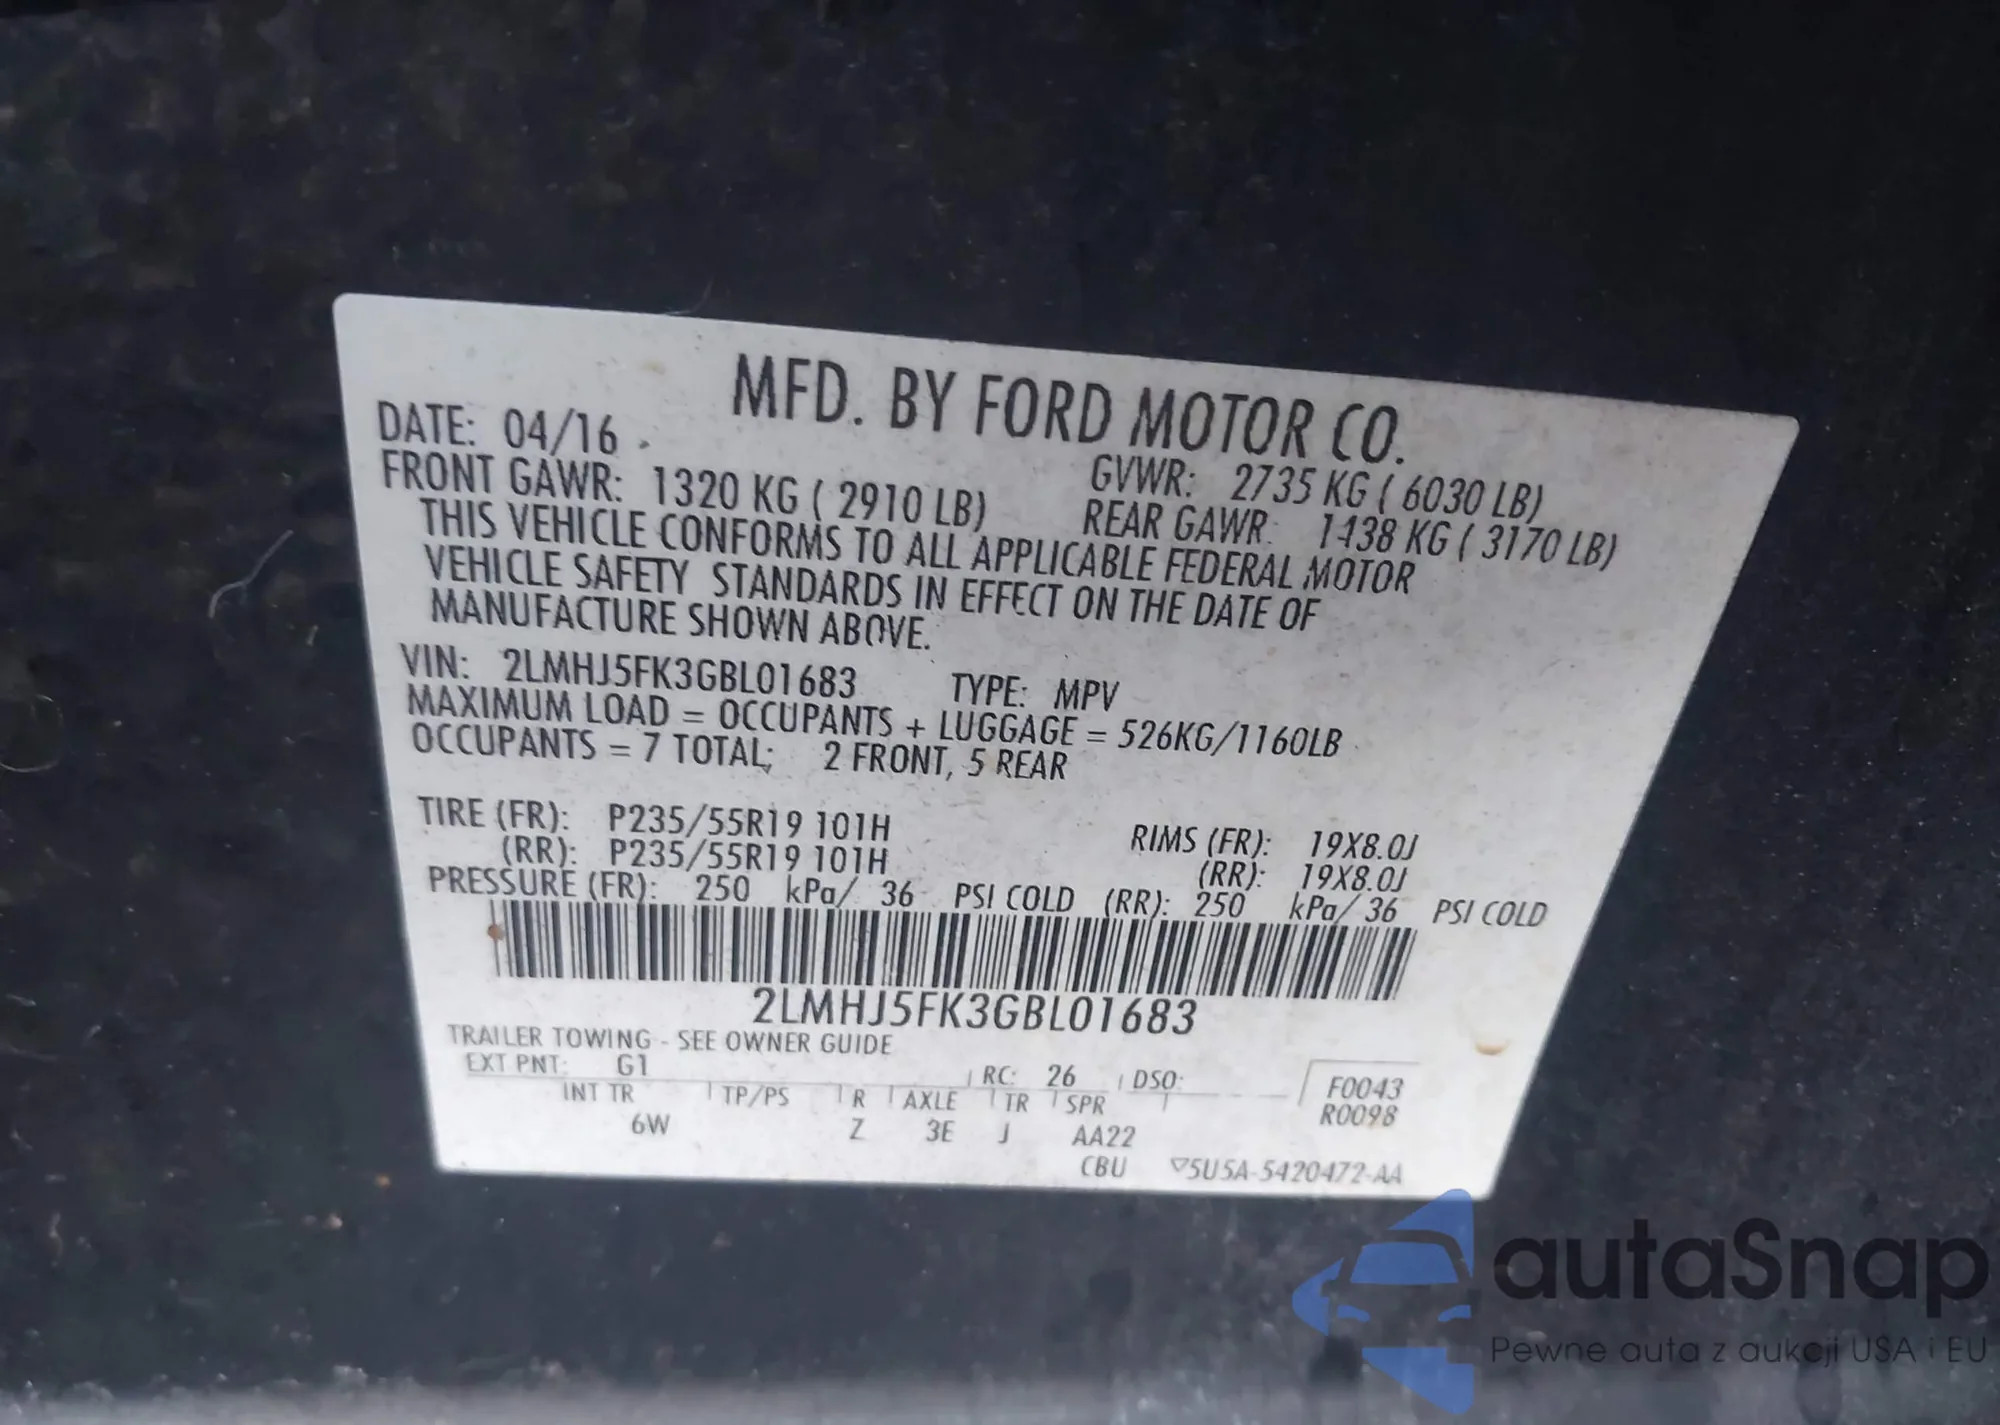 MFD. BY FORD MOTOR CO.
DATE: 04/16
GVWR: 2735 KG ( 6030 LB)
FRONT GAWR: 1320 KG ( 2910 LB)
REAR GAWR: 1438 KG ( 3170 LB)
THIS VEHICLE CONFORMS TO ALL APPLICABLE FEDERAL MOTOR
VEHICLE SAFETY STANDARDS IN EFFECT ON THE DATE OF
MANUFACTURE SHOWN ABOVE.
VIN: 2LMHJ5FK3GBL01683 TYPE: MPV
MAXIMUM LOAD = OCCUPANTS + LUGGAGE = 526KG/1160LB
OCCUPANTS = 7 TOTAL; 2 FRONT, 5 REAR
TIRE (FR): P235/55R19 101H RIMS (FR): 19X8.0J
(RR): P235/55R19 101H (RR): 19X8.0J
PRESSURE (FR): 250 kPa/ 36 PSI COLD (RR): 250 kPa/ 36 PSI COLD
2LMHJ5FK3GBL01683
TRAILER TOWING - SEE OWNER GUIDE
EXT PNT: G1 RC: 26 DSO: F0043
INT TR TP/PS R AXLE TR SPR R0098
6W Z 3E J AA22
CBU 5U5A-5420472-AA
autaSnap
Pewne auta z aukcji USA i EU